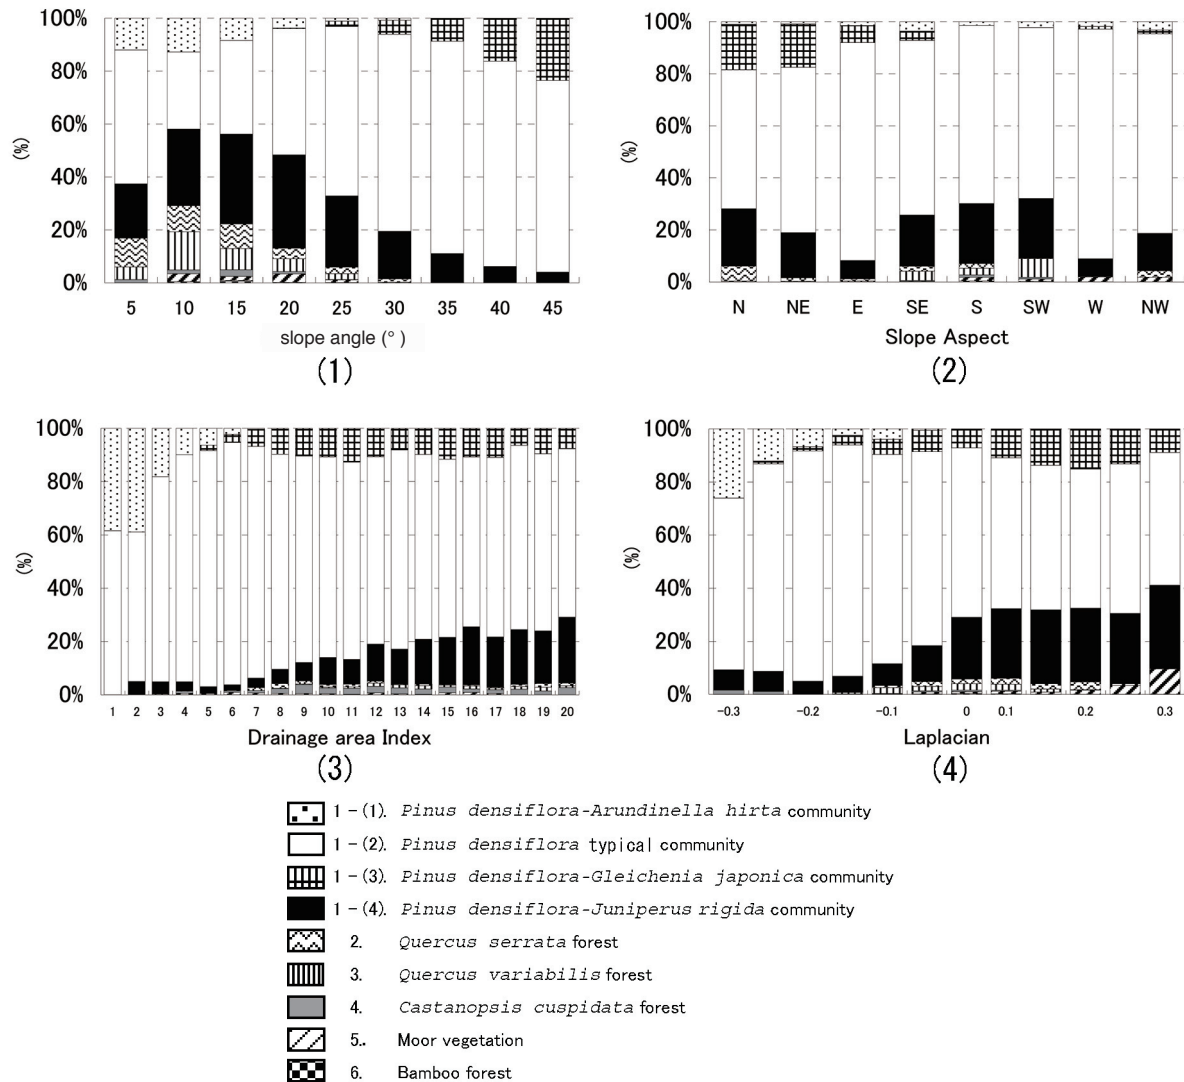 100%
80%
60%
40%
20%
0%
(%)
5 10 15 20 25 30 35 40 45
slope angle (° )
(1)
100%
80%
60%
40%
20%
0%
(%)
N NE E SE S SW W NW
Slope Aspect
(2)
100%
80%
60%
40%
20%
0%
(%)
1 2 3 4 5 6 7 8 9 10 11 12 13 14 15 16 17 18 19 20
Drainage area Index
(3)
100%
80%
60%
40%
20%
0%
(%)
-0.3 -0.2 -0.1 0 0.1 0.2 0.3
Laplacian
(4)
1-(1). Pinus densiflora-Arundinella hirta community
1-(2). Pinus densiflora typical community
1-(3). Pinus densiflora-Gleichenia japonica community
1-(4). Pinus densiflora-Juniperus rigida community
2. Quercus serrata forest
3. Quercus variabilis forest
4. Castanopsis cuspidata forest
5.. Moor vegetation
6. Bamboo forest